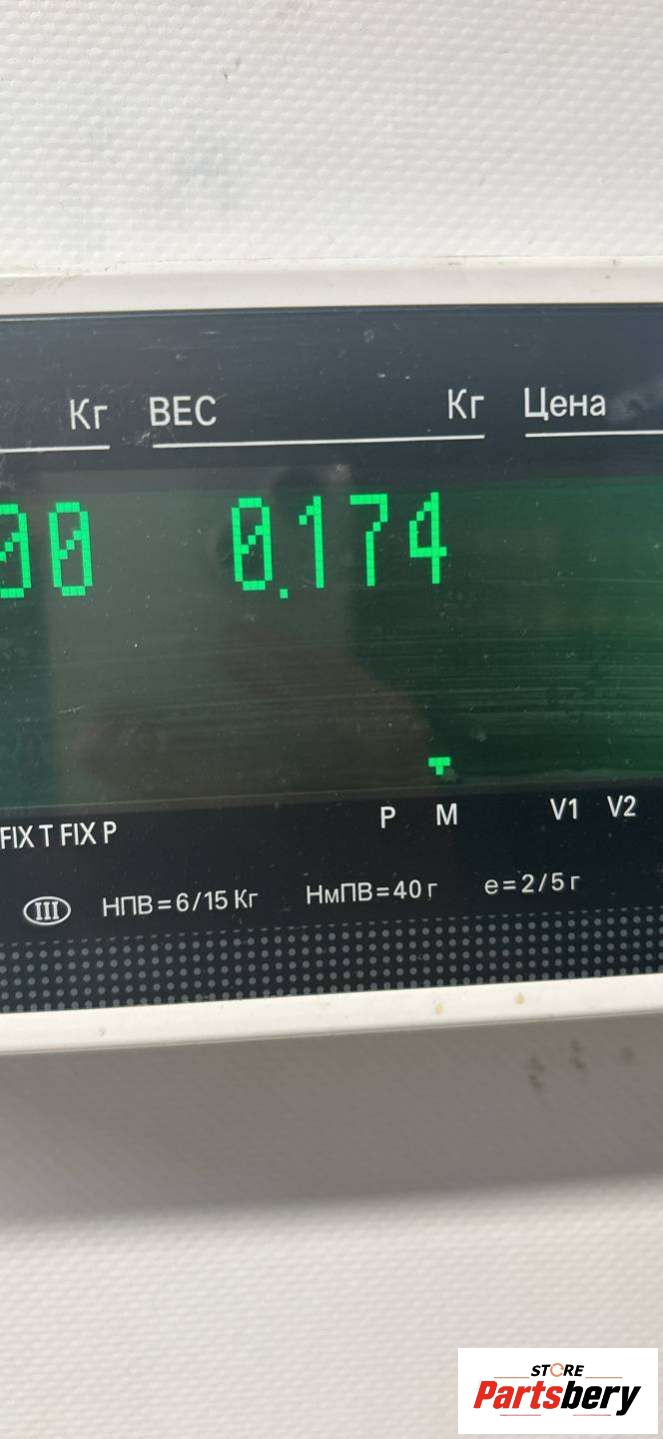 Кг ВЕС Кг Цена
00 0.174
FIX T FIX P P M V1 V2
III НПВ=6/15 Кг НмПВ=40 г e=2/5 г
STORE
Partsbery